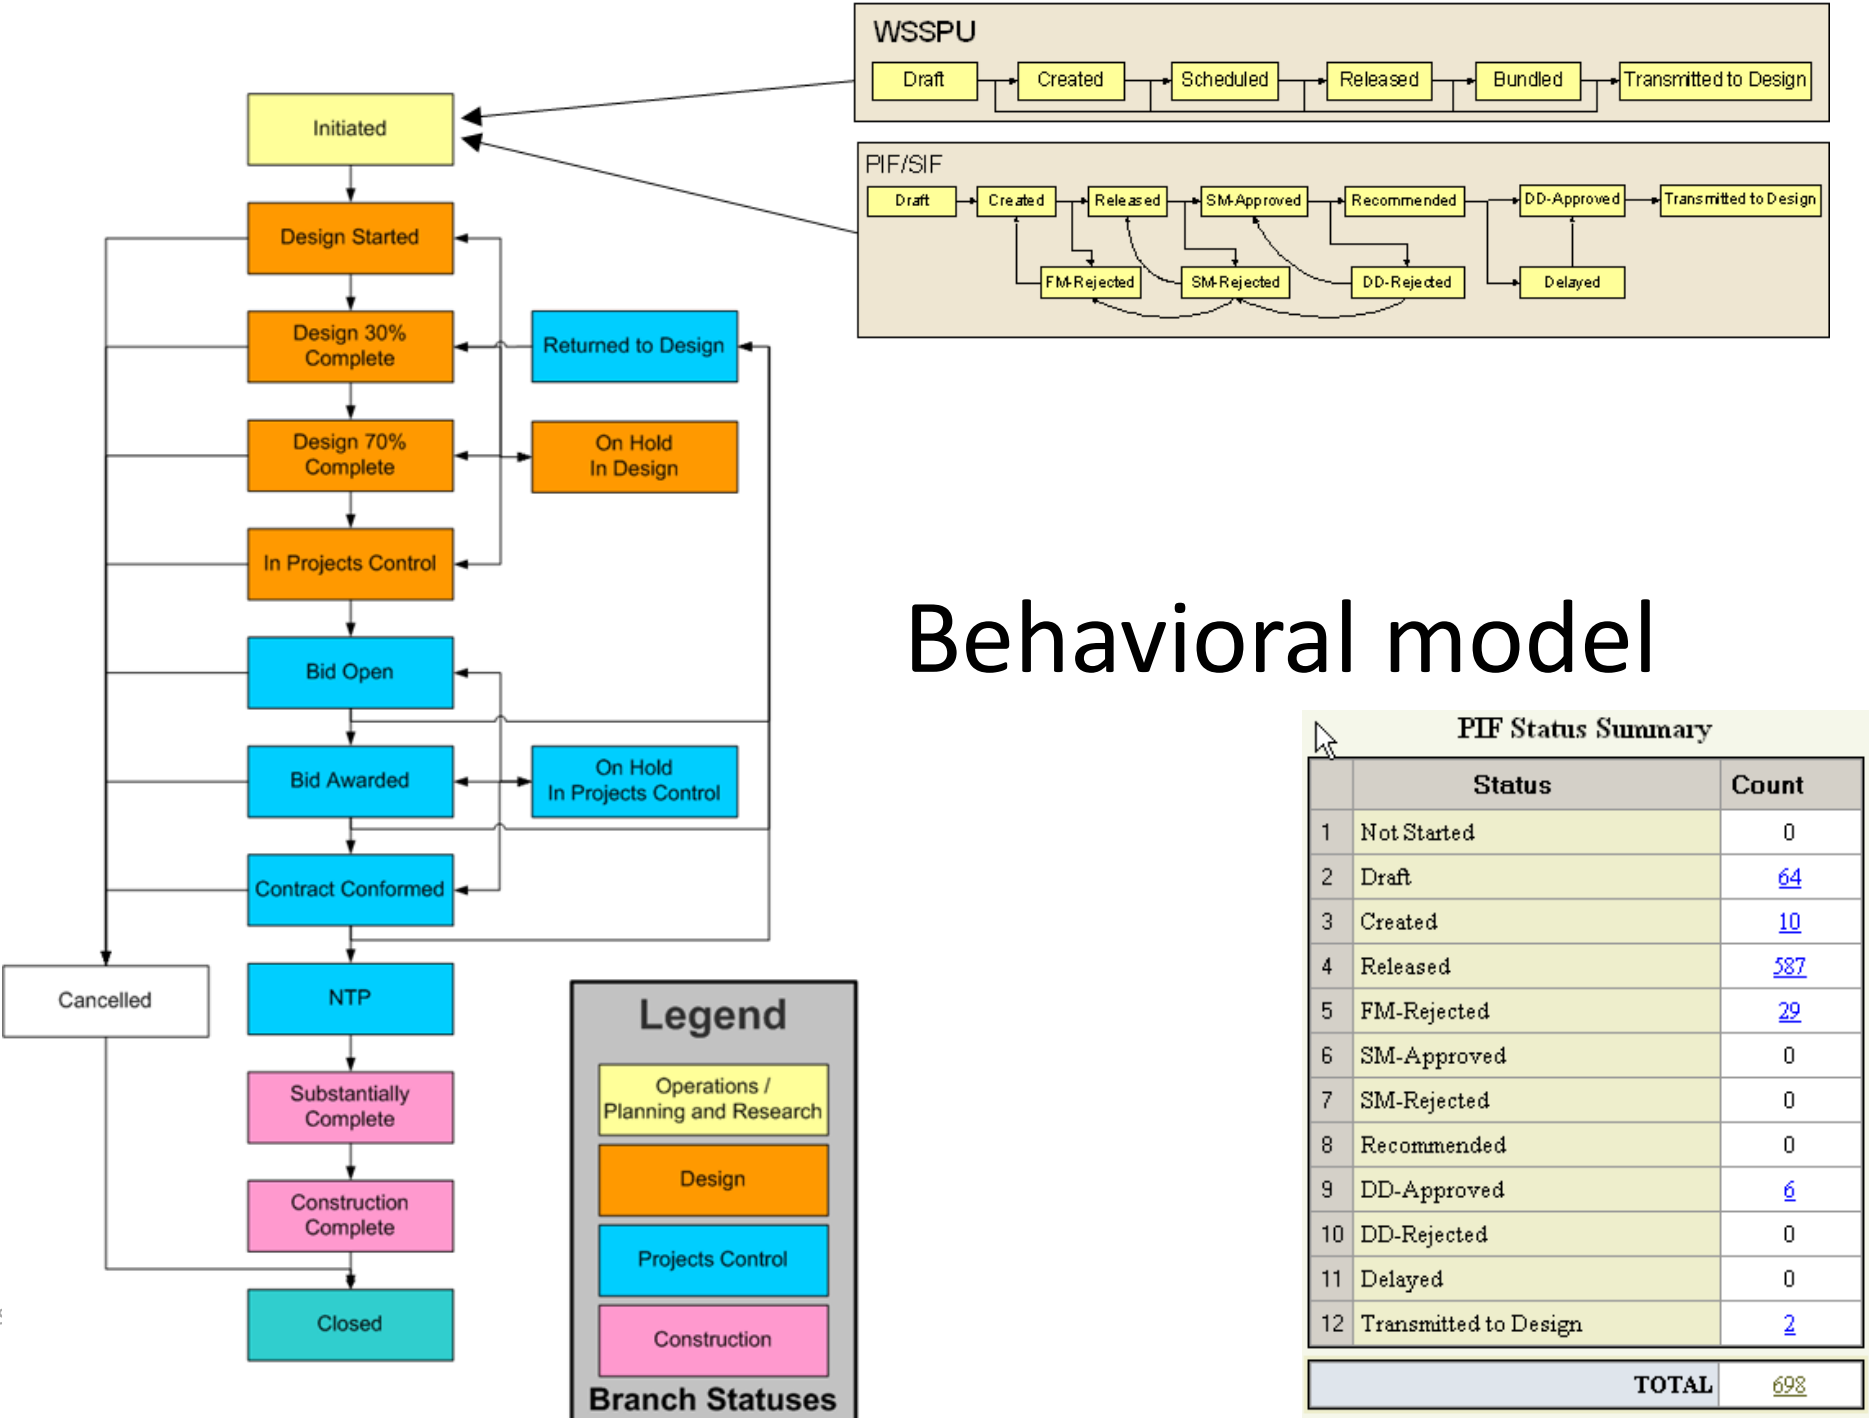 WSSPU
Draft
Created
Scheduled
Released
Bundled
Transmitted to Design
PIF/SIF
Draft
Created
Released
SM-Approved
Recommended
DD-Approved
Transmitted to Design
FM-Rejected
SM-Rejected
DD-Rejected
Delayed
Initiated
Design Started
Design 30%
Complete
Returned to Design
Design 70%
Complete
On Hold
In Design
In Projects Control
Bid Open
Bid Awarded
On Hold
In Projects Control
Contract Conformed
Cancelled
NTP
Substantially
Complete
Construction
Complete
Closed
Legend
Operations /
Planning and Research
Design
Projects Control
Construction
Branch Statuses
Behavioral model
PIF Status Summary
Status Count
1 Not Started 0
2 Draft 64
3 Created 10
4 Released 587
5 FM-Rejected 29
6 SM-Approved 0
7 SM-Rejected 0
8 Recommended 0
9 DD-Approved 6
10 DD-Rejected 0
11 Delayed 0
12 Transmitted to Design 2
TOTAL 698